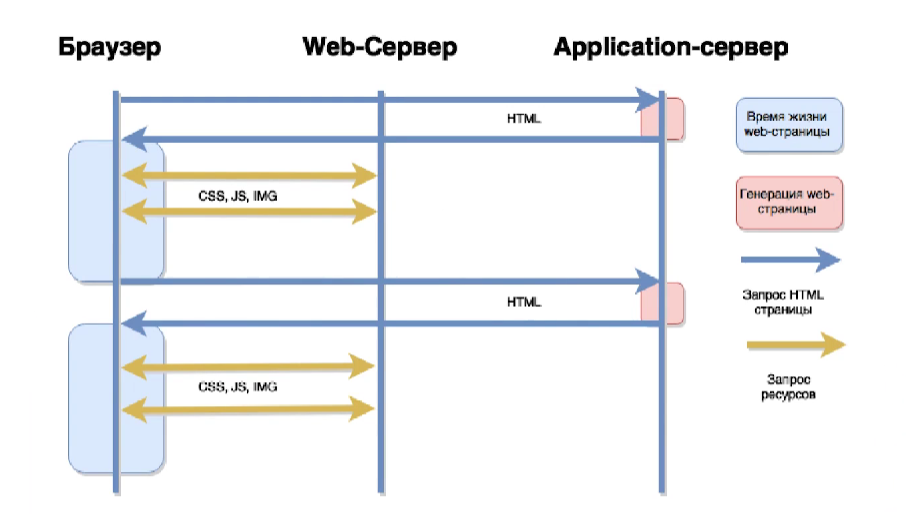 Браузер
Web-Сервер
Application-сервер
HTML
Время жизни
web-страницы
CSS, JS, IMG
Генерация web-
страницы
HTML
Запрос HTML
страницы
CSS, JS, IMG
Запрос
ресурсов